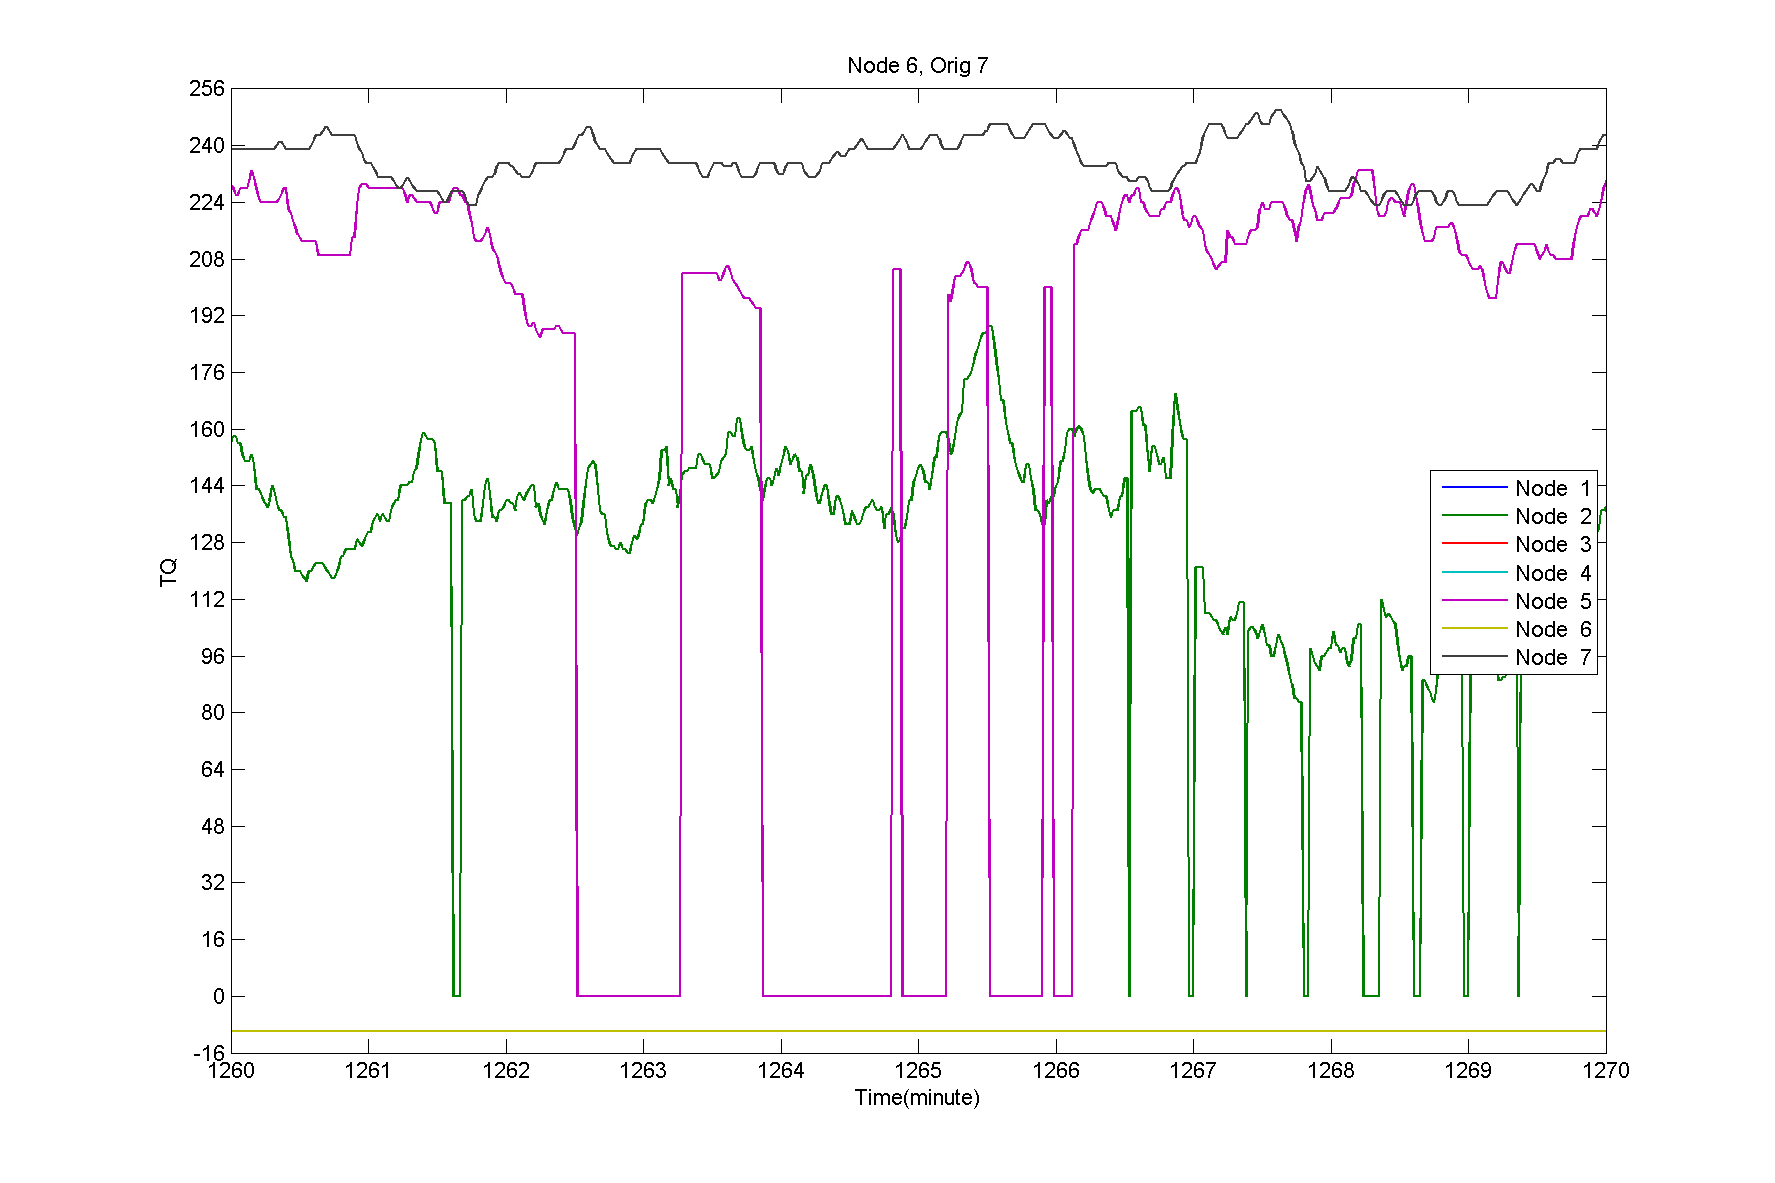 Node 6, Orig 7
256
240
224
208
192
176
160
144
128
112
96
80
64
48
32
16
0
-16
TQ
1260 1261 1262 1263 1264 1265 1266 1267 1268 1269 1270
Time(minute)
Node 1
Node 2
Node 3
Node 4
Node 5
Node 6
Node 7